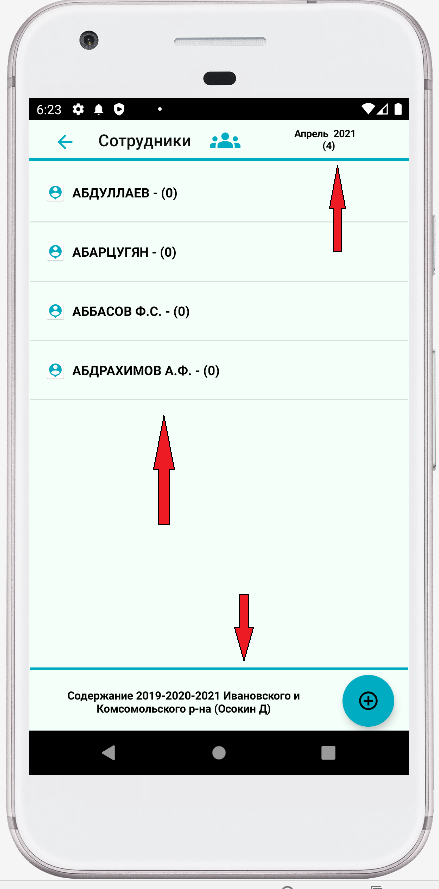 6:23
Сотрудники
Апрель 2021
(4)
АБДУЛЛАЕВ - (0)
АБАРЦУГЯН - (0)
АББАСОВ Ф.С. - (0)
АБДРАХИМОВ А.Ф. - (0)
Содержание 2019-2020-2021 Ивановского и
Комсомольского р-на (Осокин Д)